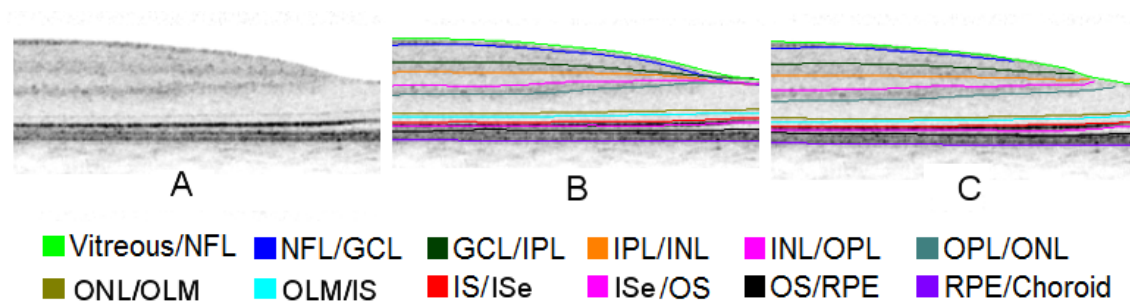 A B C
Vitreous/NFL NFL/GCL GCL/IPL IPL/INL INL/OPL OPL/ONL
ONL/OLM OLM/IS IS/ISe ISe/OS OS/RPE RPE/Choroid